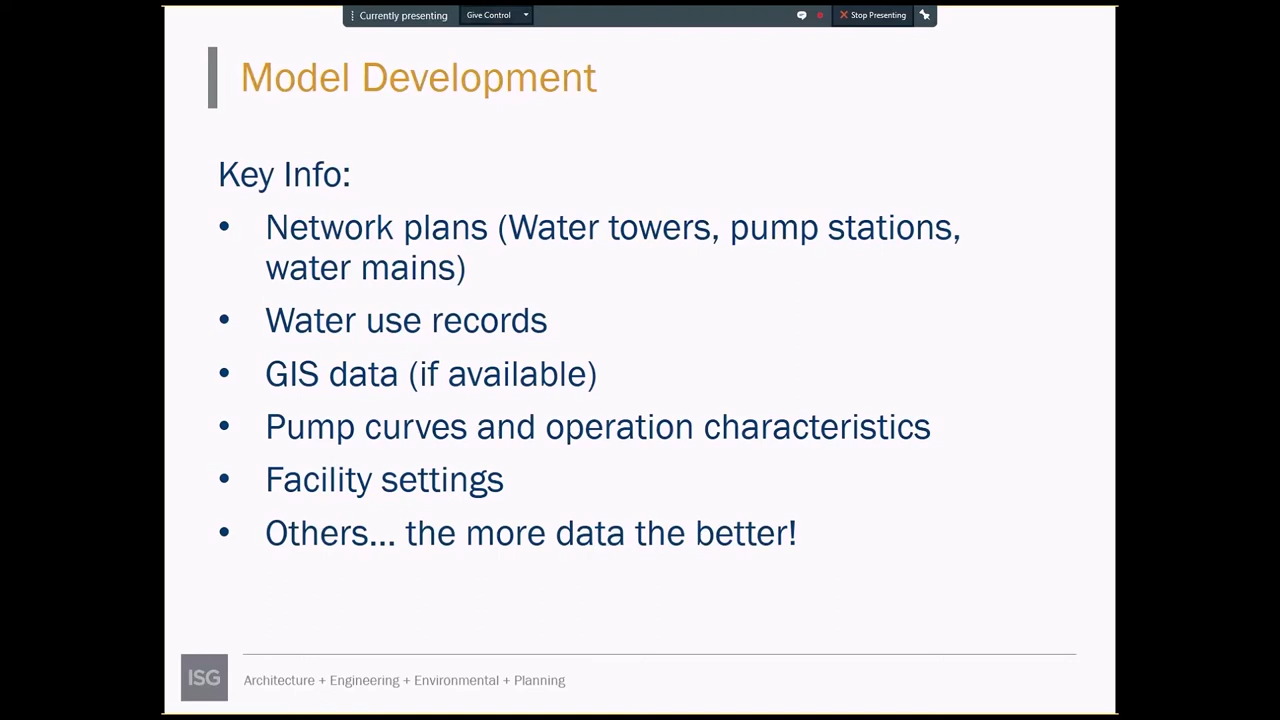 Currently presenting Give Control Stop Presenting
Model Development
Key Info:
• Network plans (Water towers, pump stations,
water mains)
• Water use records
• GIS data (if available)
• Pump curves and operation characteristics
• Facility settings
• Others... the more data the better!
ISG Architecture + Engineering + Environmental + Planning